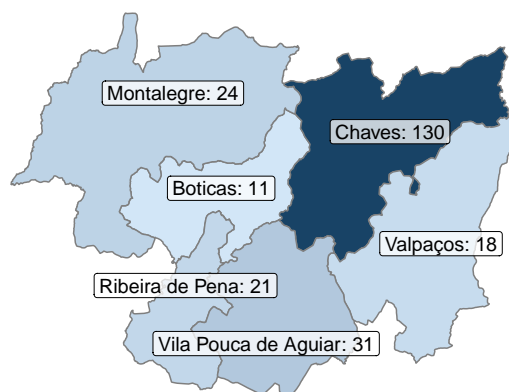 Montalegre: 24
Chaves: 130
Boticas: 11
Valpaços: 18
Ribeira de Pena: 21
Vila Pouca de Aguiar: 31